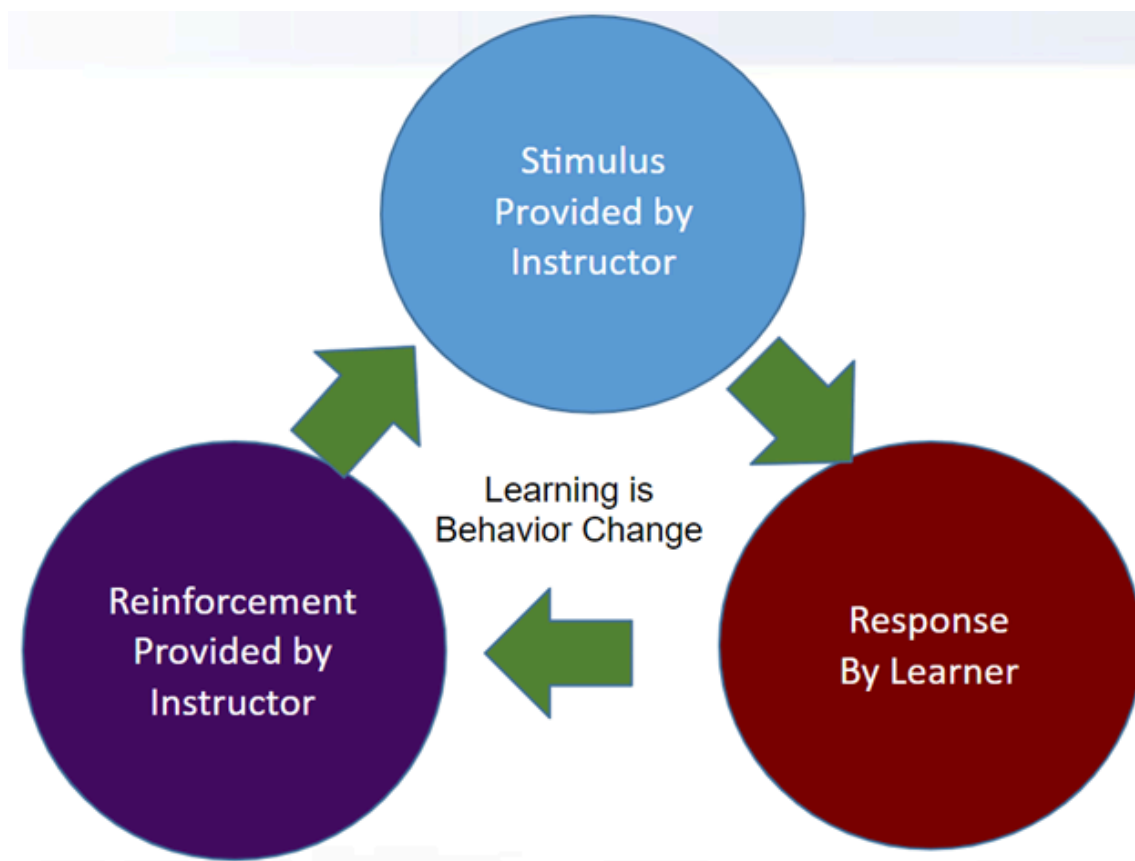 Stimulus
Provided by
Instructor
Learning is
Behavior Change
Reinforcement
Provided by
Instructor
Response
By Learner